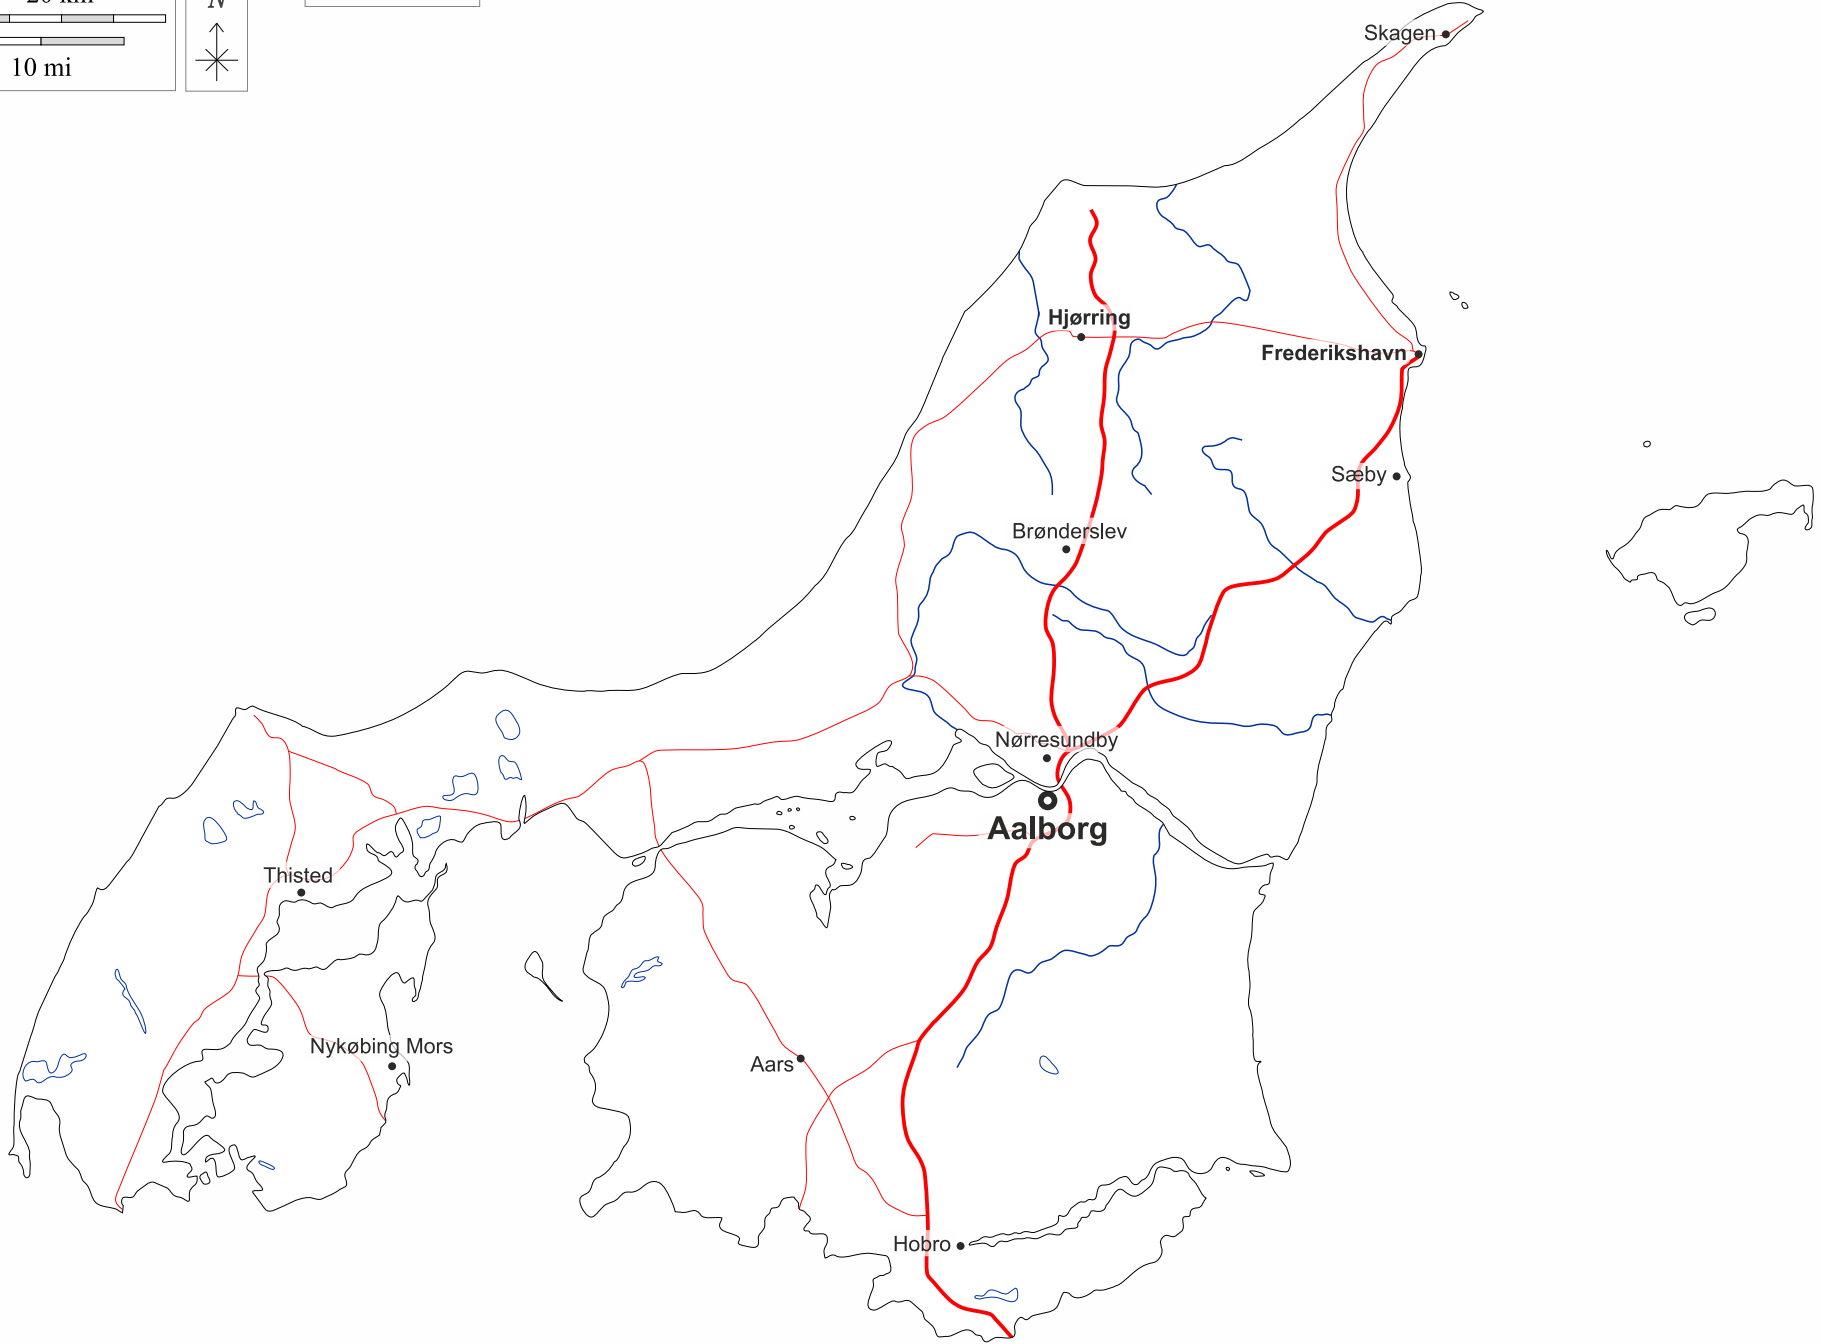 N
10 mi
Skagen
Hjørring
Frederikshavn
Sæby
Brønderslev
Nørresundby
Aalborg
Thisted
Nykøbing Mors
Aars
Hobro